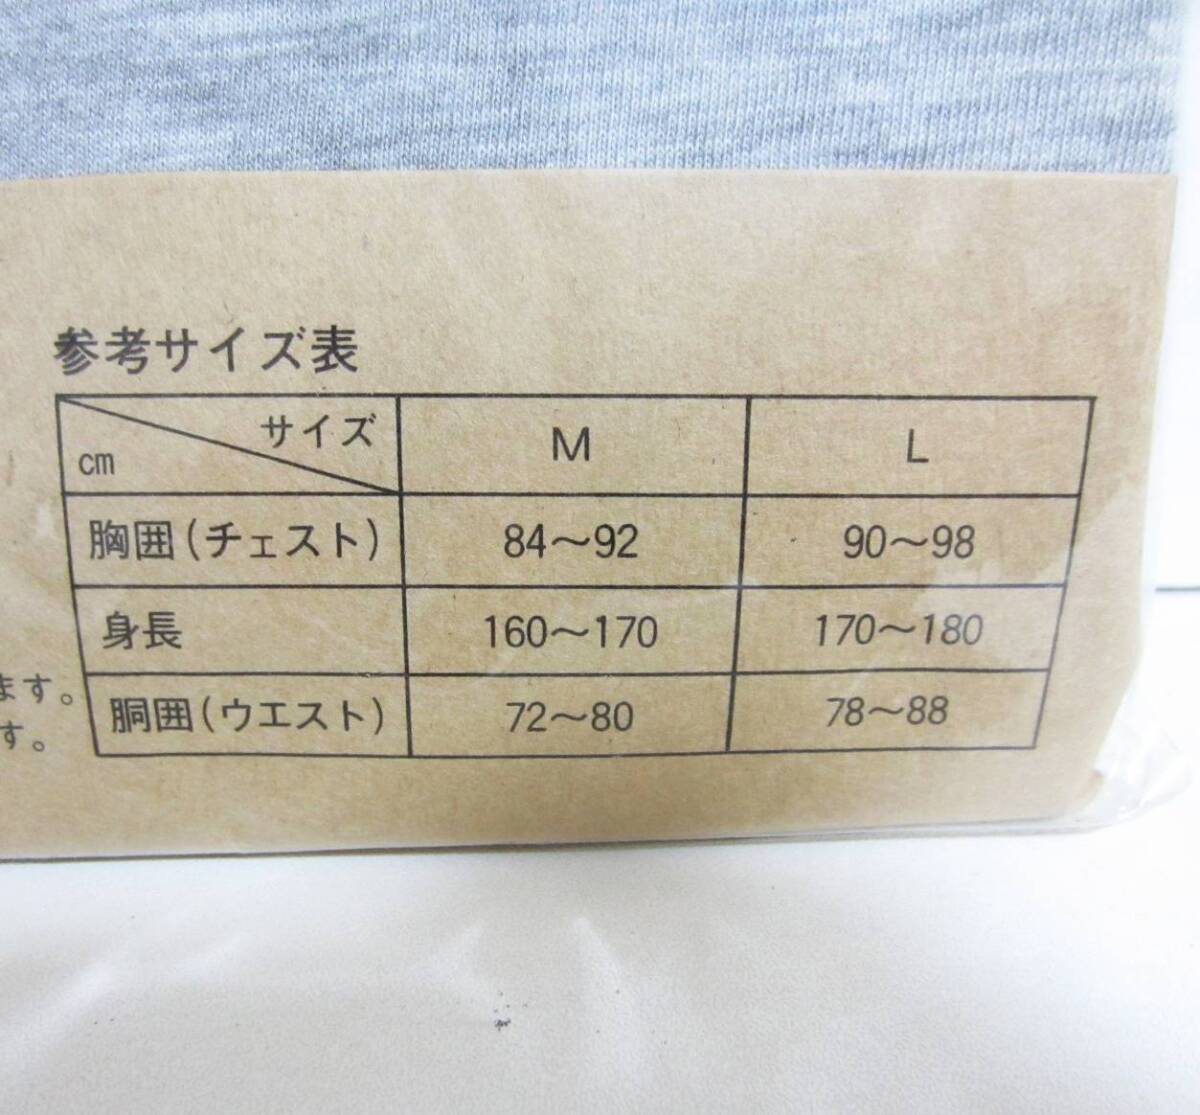 参考サイズ表
サイズ
cm
M L
胸囲(チェスト) 84～92 90～98
身長 160～170 170～180
ます。
胴囲(ウエスト) 72～80 78～88
す。